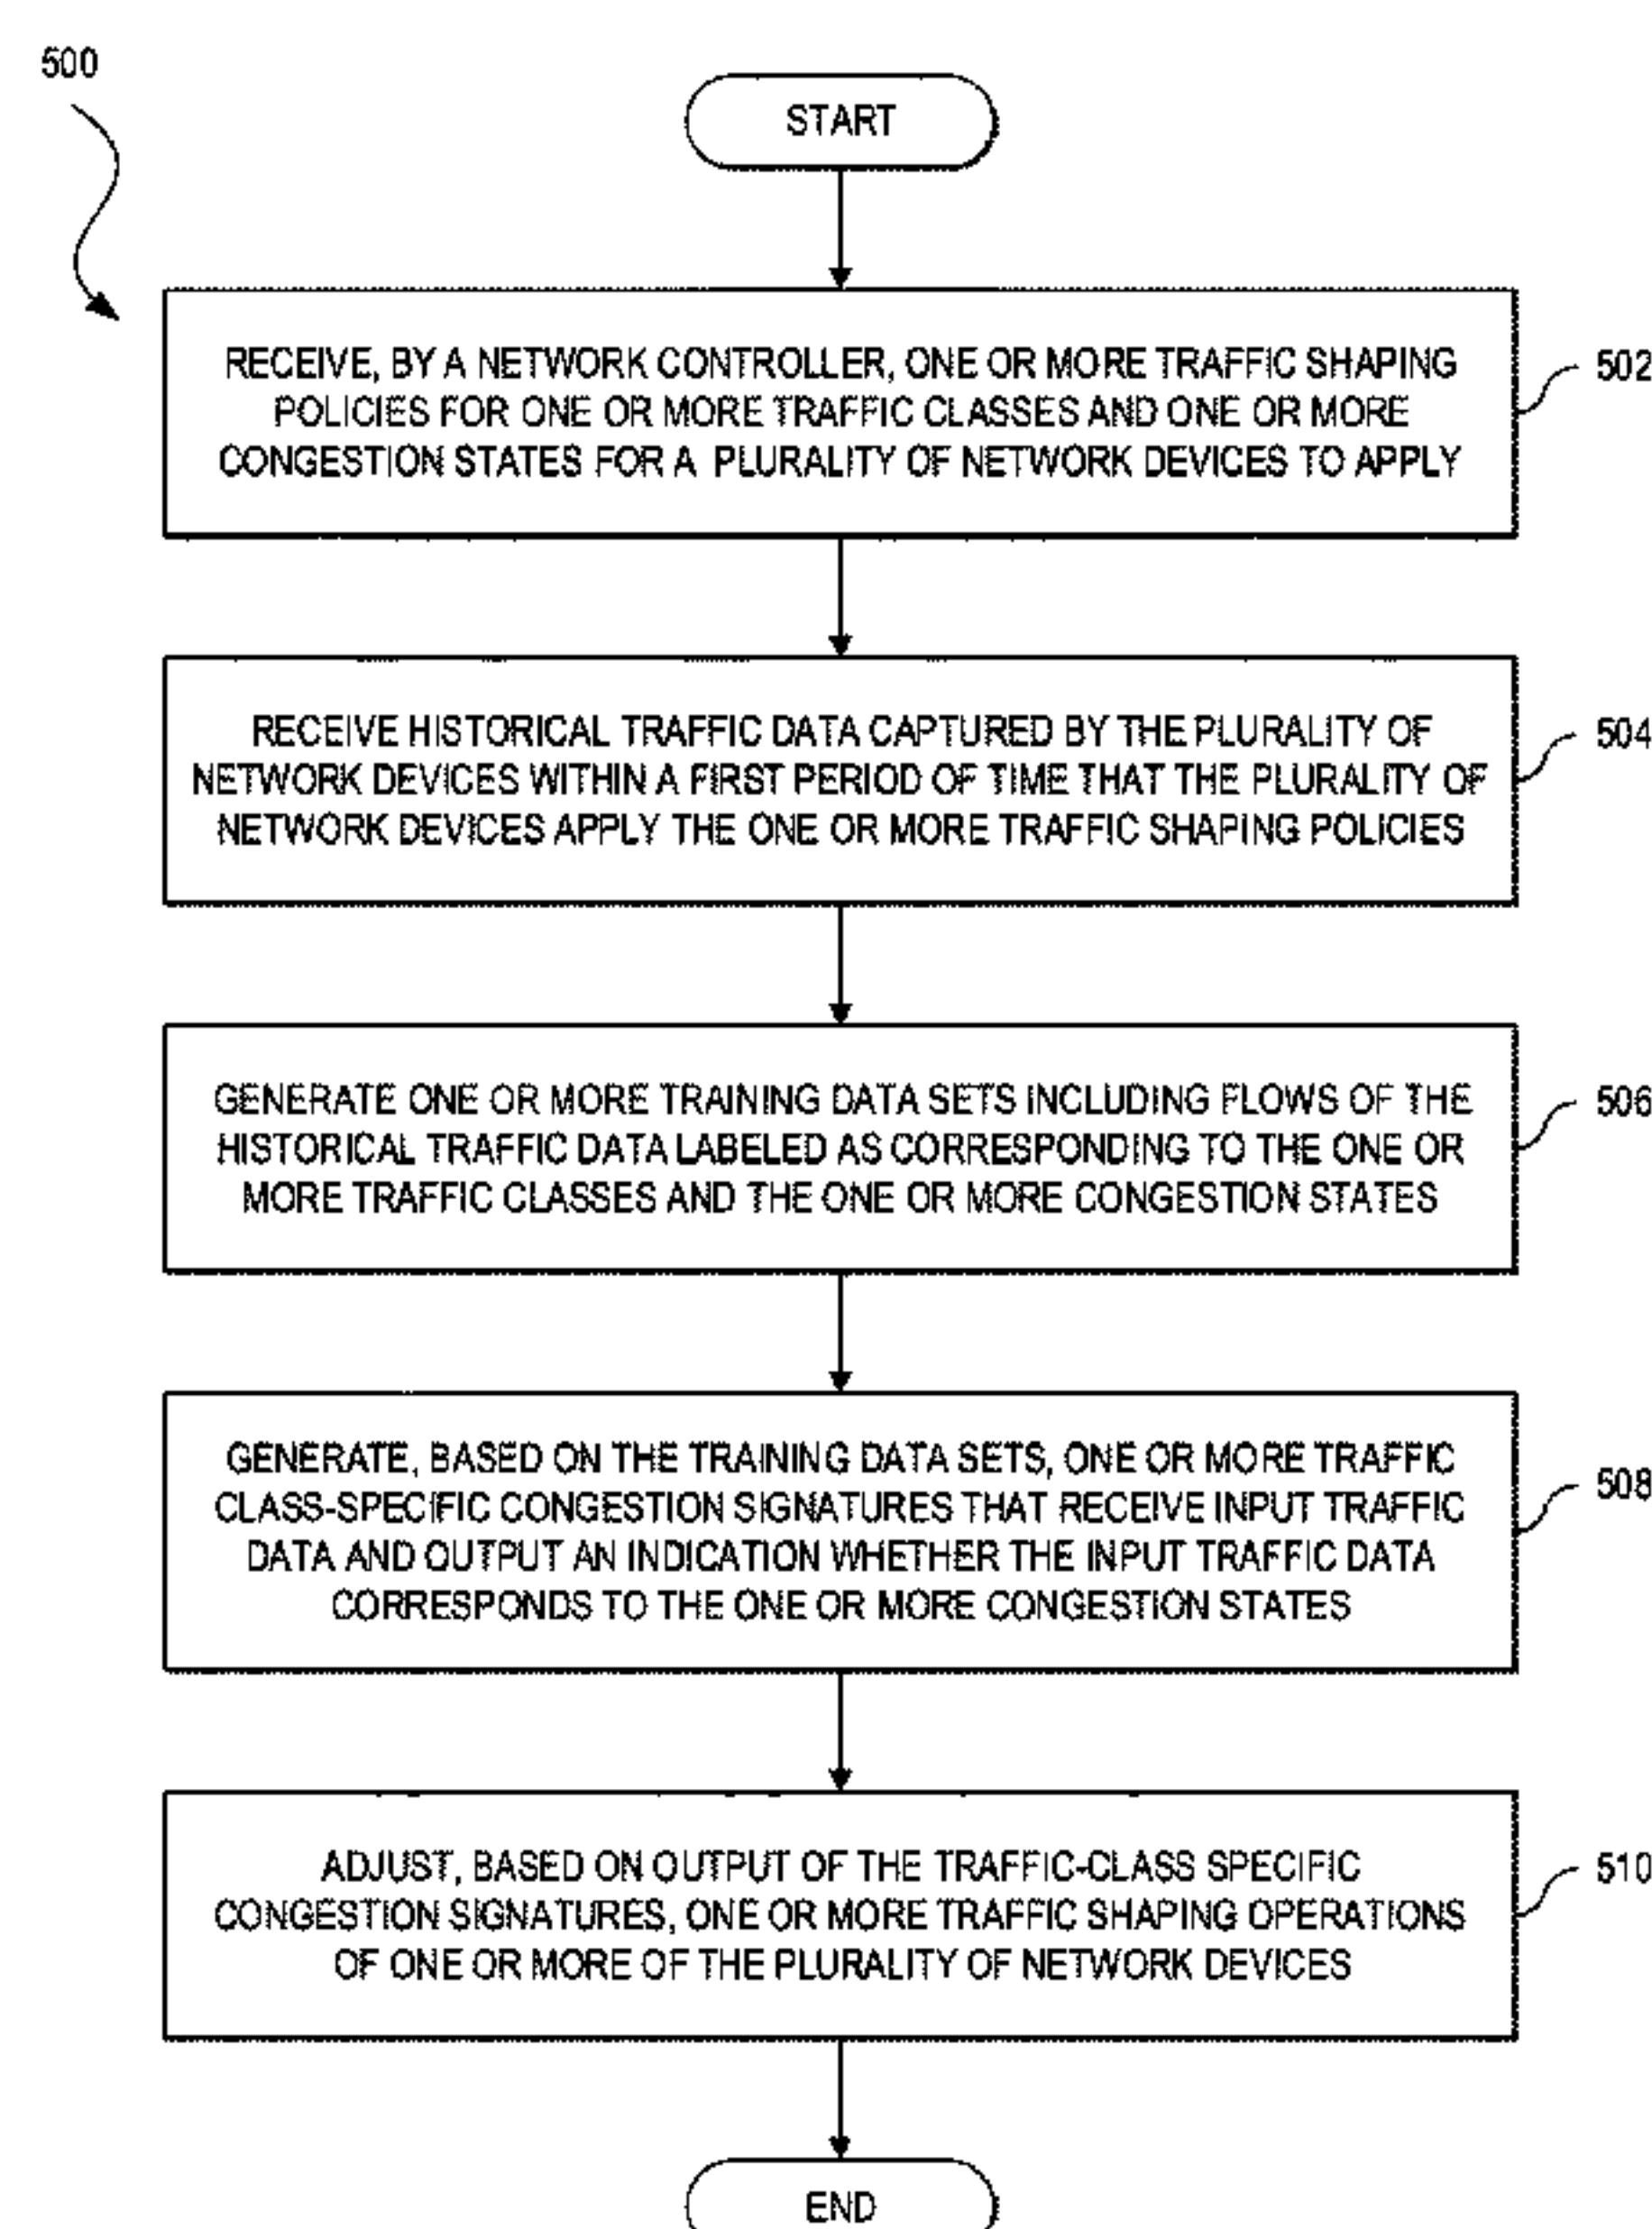 500
START
RECEIVE, BY A NETWORK CONTROLLER, ONE OR MORE TRAFFIC SHAPING
POLICIES FOR ONE OR MORE TRAFFIC CLASSES AND ONE OR MORE
CONGESTION STATES FOR A PLURALITY OF NETWORK DEVICES TO APPLY
502
RECEIVE HISTORICAL TRAFFIC DATA CAPTURED BY THE PLURALITY OF
NETWORK DEVICES WITHIN A FIRST PERIOD OF TIME THAT THE PLURALITY OF
NETWORK DEVICES APPLY THE ONE OR MORE TRAFFIC SHAPING POLICIES
504
GENERATE ONE OR MORE TRAINING DATA SETS INCLUDING FLOWS OF THE
HISTORICAL TRAFFIC DATA LABELED AS CORRESPONDING TO THE ONE OR
MORE TRAFFIC CLASSES AND THE ONE OR MORE CONGESTION STATES
506
GENERATE, BASED ON THE TRAINING DATA SETS, ONE OR MORE TRAFFIC
CLASS-SPECIFIC CONGESTION SIGNATURES THAT RECEIVE INPUT TRAFFIC
DATA AND OUTPUT AN INDICATION WHETHER THE INPUT TRAFFIC DATA
CORRESPONDS TO THE ONE OR MORE CONGESTION STATES
508
ADJUST, BASED ON OUTPUT OF THE TRAFFIC-CLASS SPECIFIC
CONGESTION SIGNATURES, ONE OR MORE TRAFFIC SHAPING OPERATIONS
OF ONE OR MORE OF THE PLURALITY OF NETWORK DEVICES
510
END